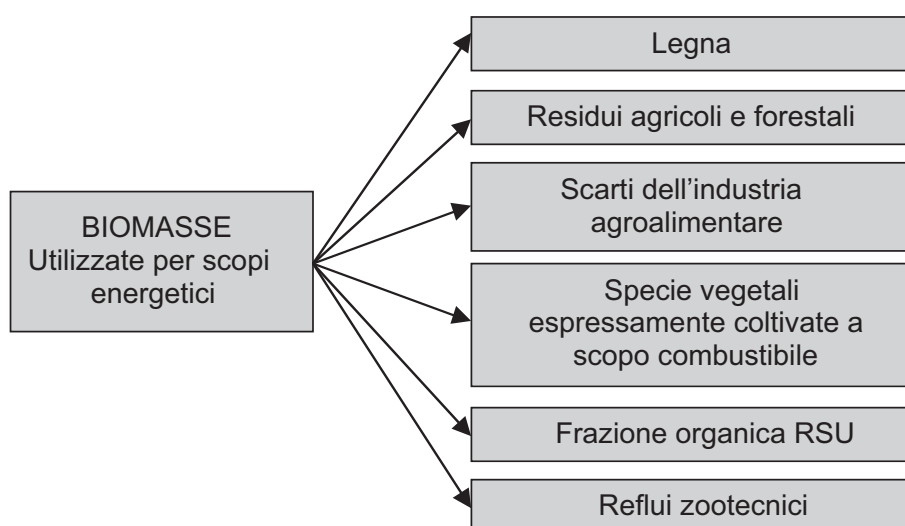 BIOMASSE
Utilizzate per scopi
energetici
Legna
Residui agricoli e forestali
Scarti dell'industria
agroalimentare
Specie vegetali
espressamente coltivate a
scopo combustibile
Frazione organica RSU
Reflui zootecnici